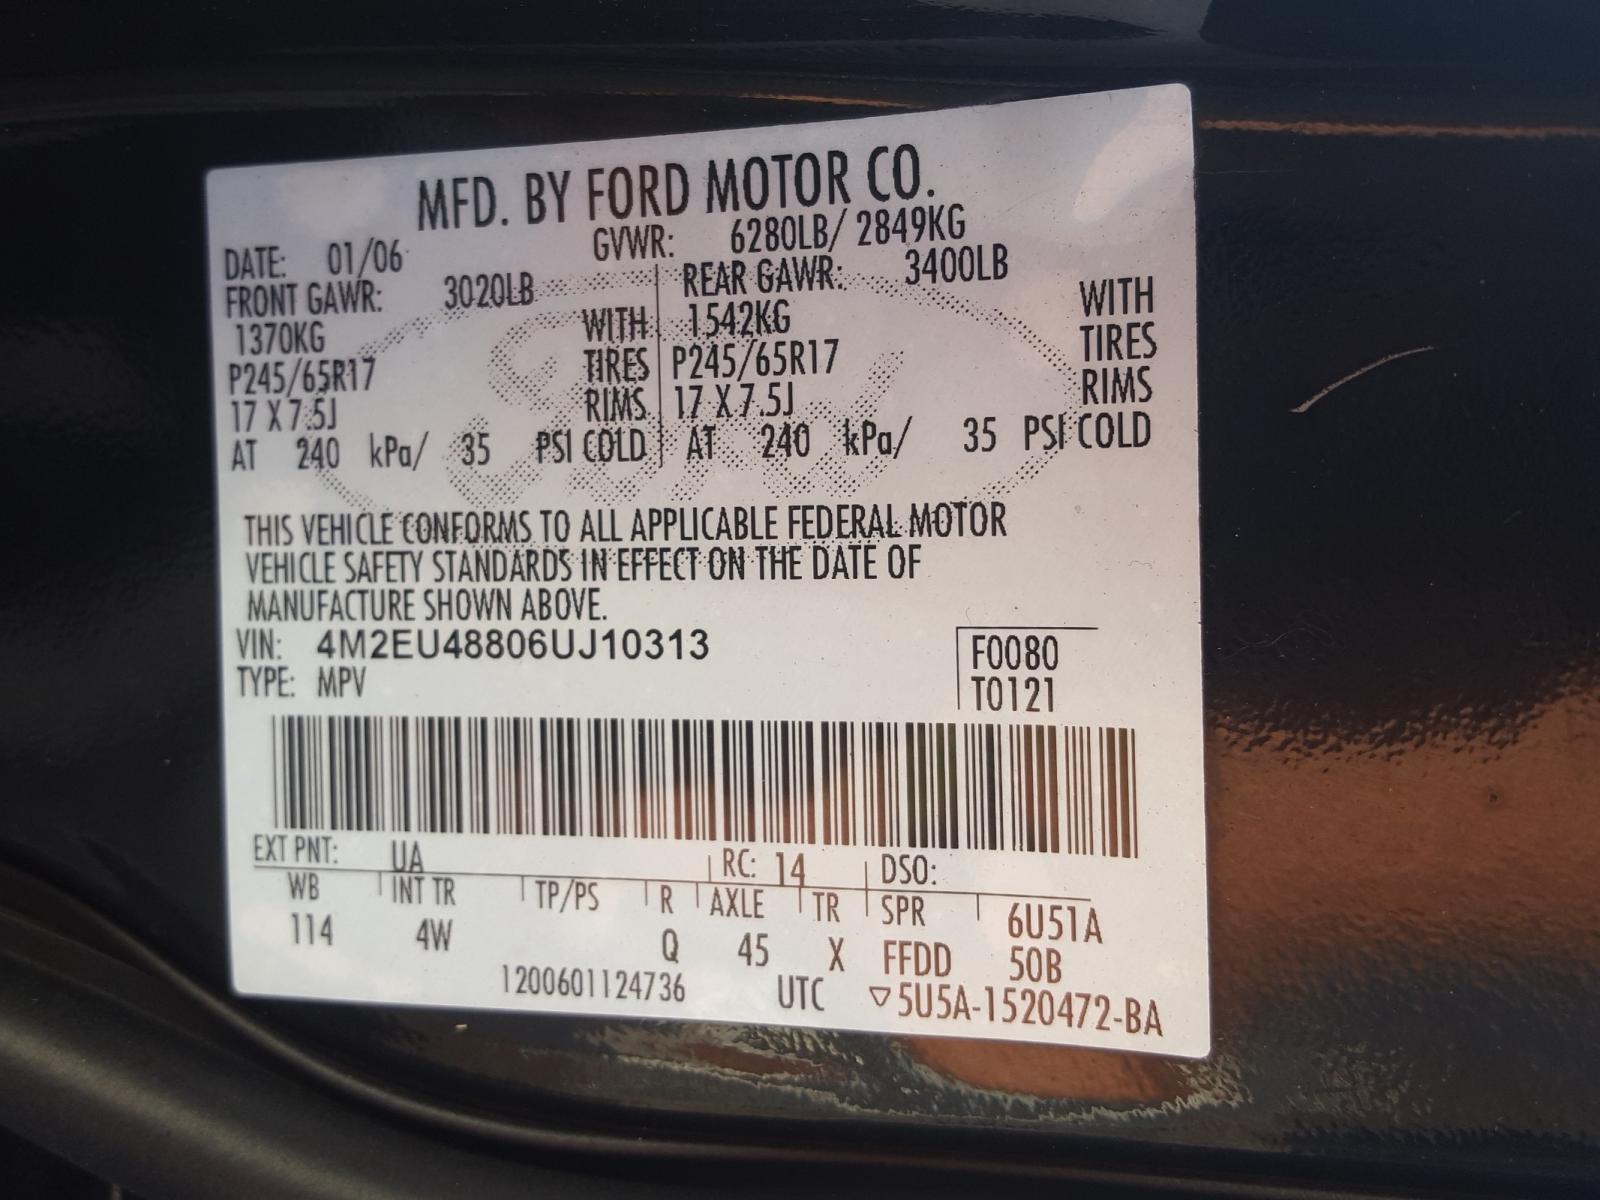 MFD. BY FORD MOTOR CO.
DATE: 01/06 GVWR: 6280LB/ 2849KG
FRONT GAWR: 3020LB REAR GAWR: 3400LB
1370KG WITH 1542KG WITH
P245/65R17 TIRES P245/65R17 TIRES
17 X 7.5J RIMS 17 X 7.5J RIMS
AT 240 kPa/ 35 PSI COLD AT 240 kPa/ 35 PSI COLD
THIS VEHICLE CONFORMS TO ALL APPLICABLE FEDERAL MOTOR
VEHICLE SAFETY STANDARDS IN EFFECT ON THE DATE OF
MANUFACTURE SHOWN ABOVE.
VIN: 4M2EU48806UJ10313 F0080
TYPE: MPV T0121
EXT PNT: UA RC: 14 DSO:
WB INT TR TP/PS R AXLE TR SPR 6U51A
114 4W Q 45 X FFDD 50B
1200601124736 UTC ▽5U5A-1520472-BA